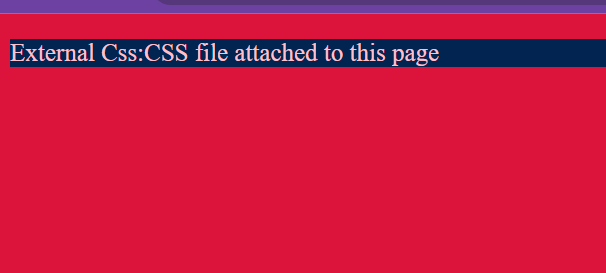 External Css:CSS file attached to this page